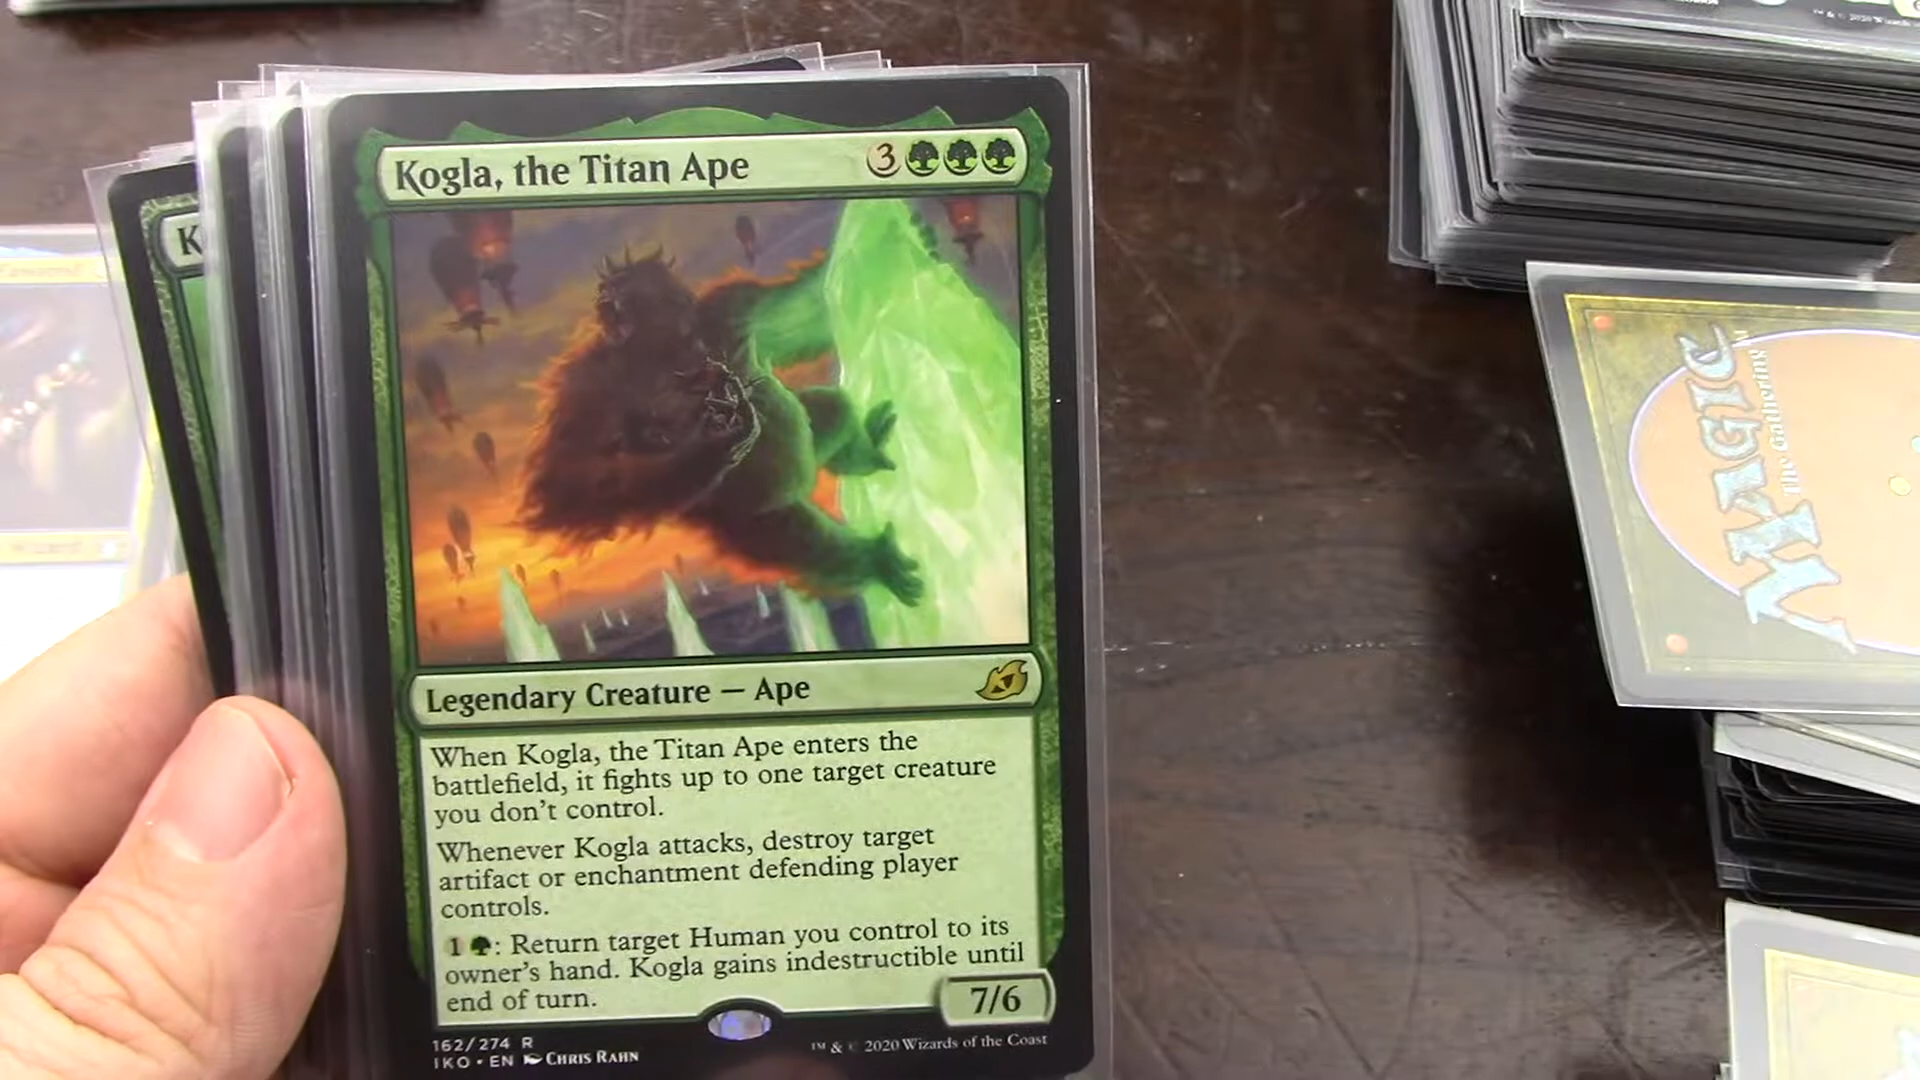 Kogla, the Titan Ape 3
K
Legendary Creature — Ape
When Kogla, the Titan Ape enters the
battlefield, it fights up to one target creature
you don't control.
Whenever Kogla attacks, destroy target
artifact or enchantment defending player
controls.
1 : Return target Human you control to its
owner's hand. Kogla gains indestructible until
end of turn.
7/6
162/274 R
IKO • EN CHRIS RAHN
™ & © 2020 Wizards of the Coast
MAGIC
The Gathering
™ & © 2020 Wizards